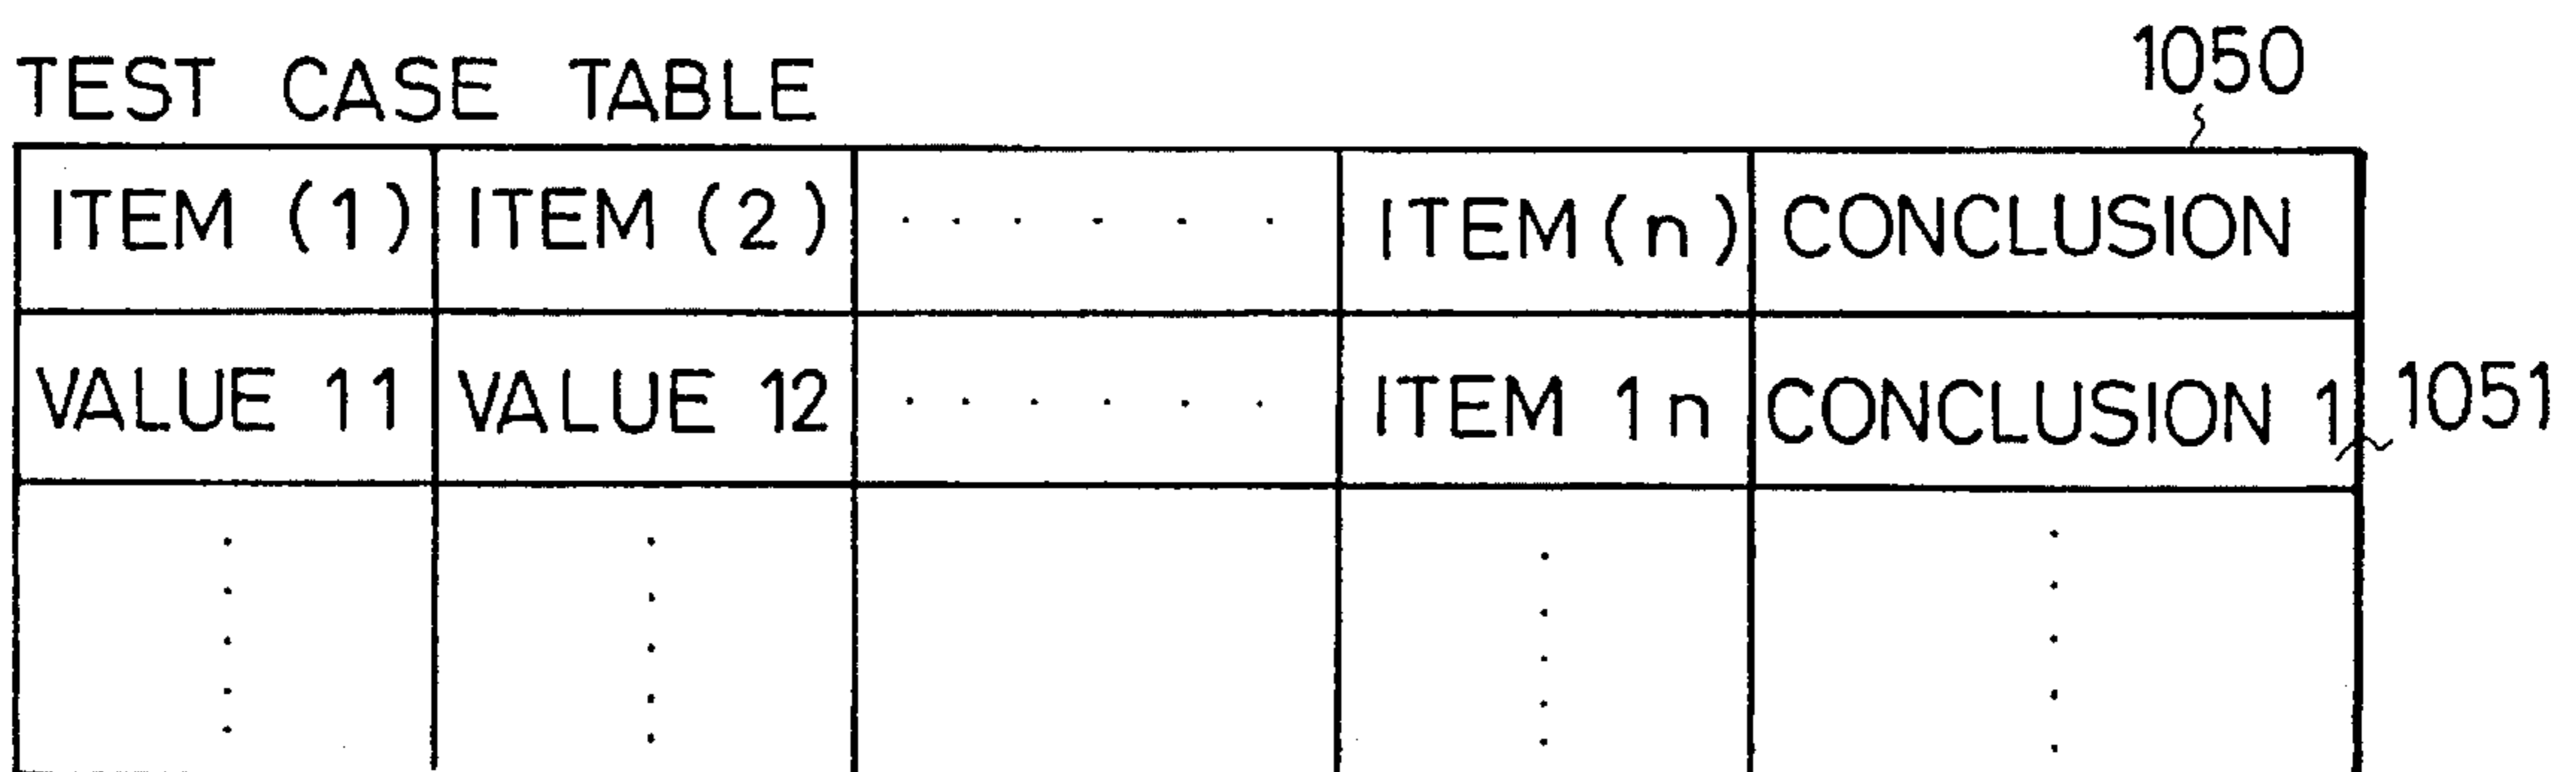 1050
TEST CASE TABLE
ITEM (1) ITEM (2) . . . . . . ITEM(n) CONCLUSION
VALUE 11 VALUE 12 . . . . . . ITEM 1n CONCLUSION 1 1051